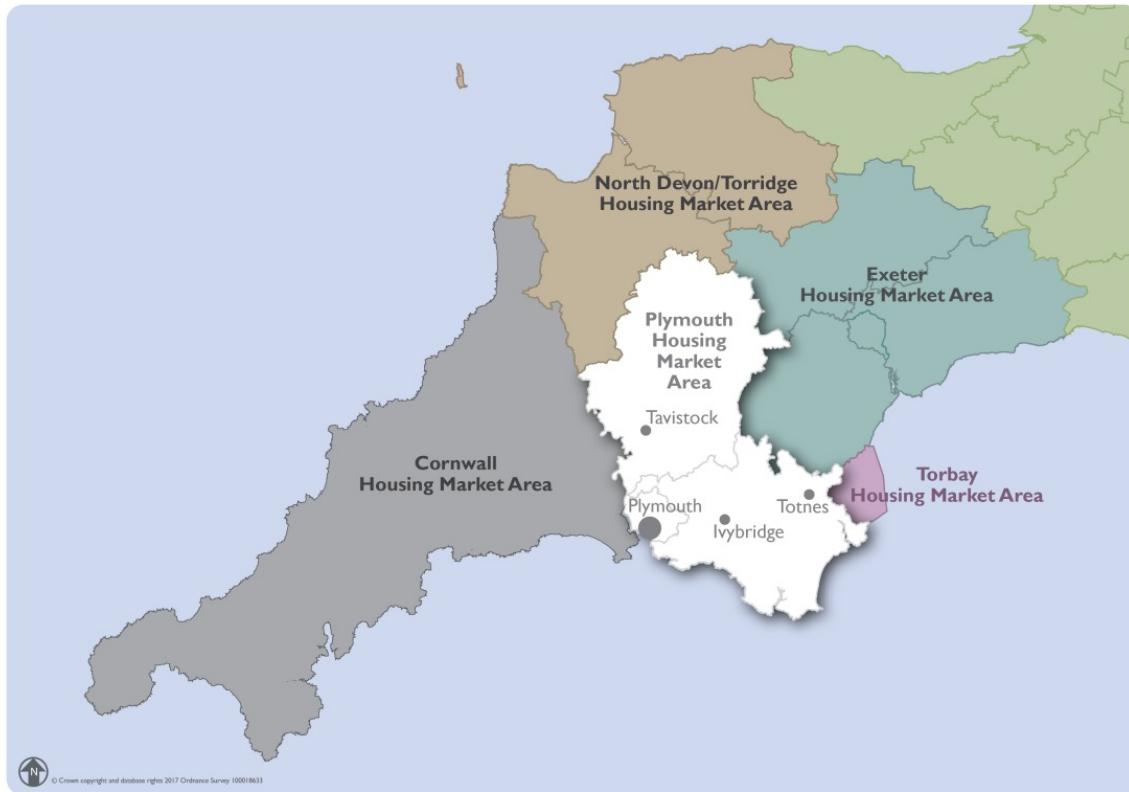 North Devon/Torridge
Housing Market Area
Exeter
Housing Market Area
Plymouth
Housing
Market
Area
Tavistock
Cornwall
Housing Market Area
Torbay
Housing Market Area
Plymouth
Totnes
Ivybridge
N
© Crown copyright and database rights 2017 Ordnance Survey 100018633